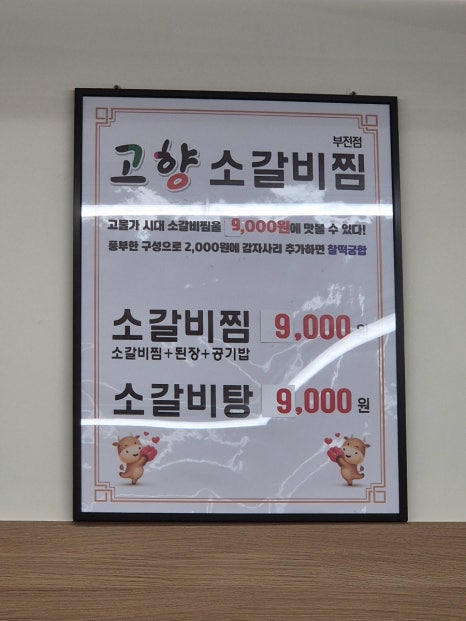 부전점
고향 소갈비찜
고물가 시대 소갈비찜을 9,000원에 맛볼 수 있다!
풍부한 구성으로 2,000원에 감자사리 추가하면 찰떡궁합
소갈비찜 9,000원
소갈비찜+된장+공기밥
소갈비탕 9,000원